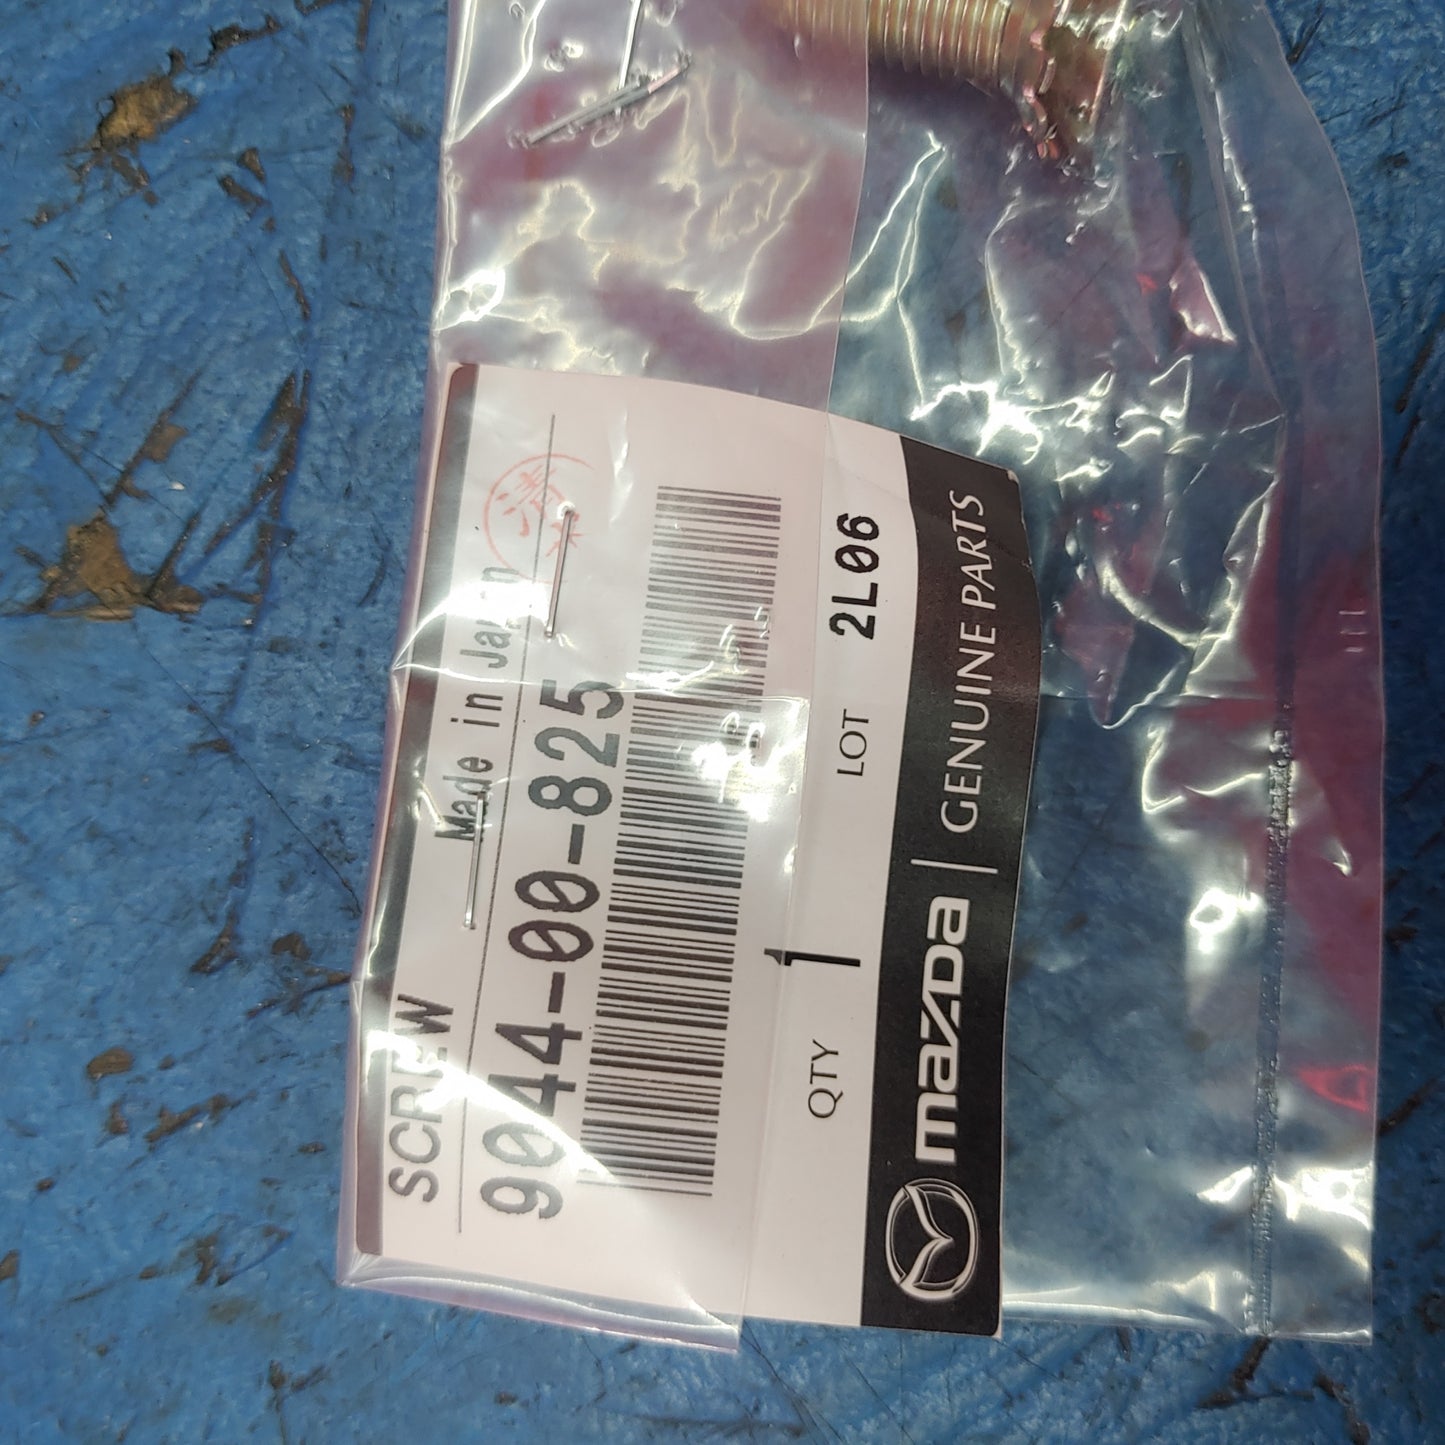 SCREW Made in Japan
9044-00-825
QTY 1 LOT 2L06
mazda | GENUINE PARTS